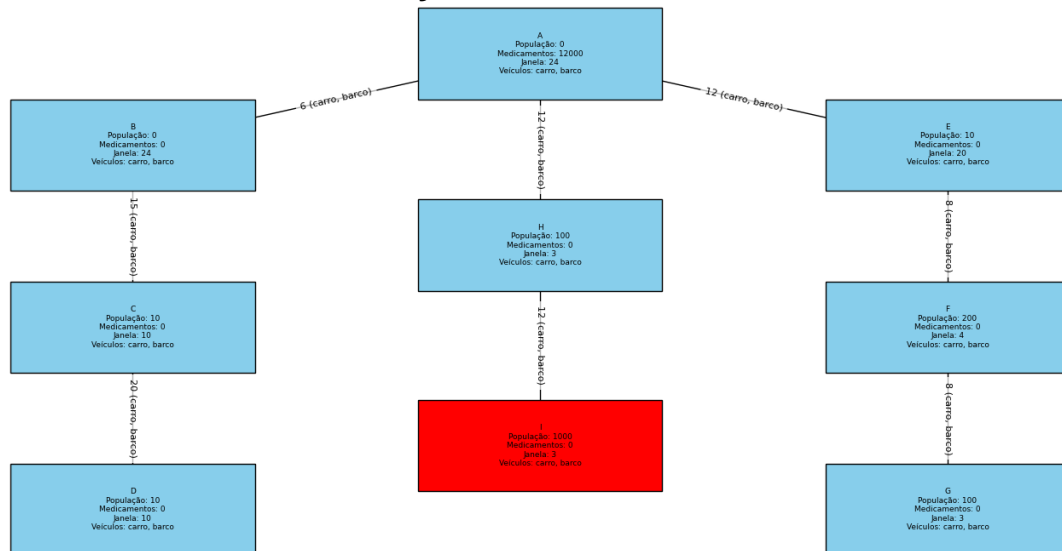 A
População: 0
Medicamentos: 12000
Janela: 24
Veículos: carro, barco
6 (carro, barco)
12 (carro, barco)
12 (carro, barco)
B
População: 0
Medicamentos: 0
Janela: 24
Veículos: carro, barco
E
População: 10
Medicamentos: 0
Janela: 20
Veículos: carro, barco
15 (carro, barco)
H
População: 100
Medicamentos: 0
Janela: 3
Veículos: carro, barco
8 (carro, barco)
C
População: 10
Medicamentos: 0
Janela: 10
Veículos: carro, barco
12 (carro, barco)
F
População: 200
Medicamentos: 0
Janela: 4
Veículos: carro, barco
20 (carro, barco)
I
População: 1000
Medicamentos: 0
Janela: 3
Veículos: carro, barco
8 (carro, barco)
D
População: 10
Medicamentos: 0
Janela: 10
Veículos: carro, barco
G
População: 100
Medicamentos: 0
Janela: 3
Veículos: carro, barco